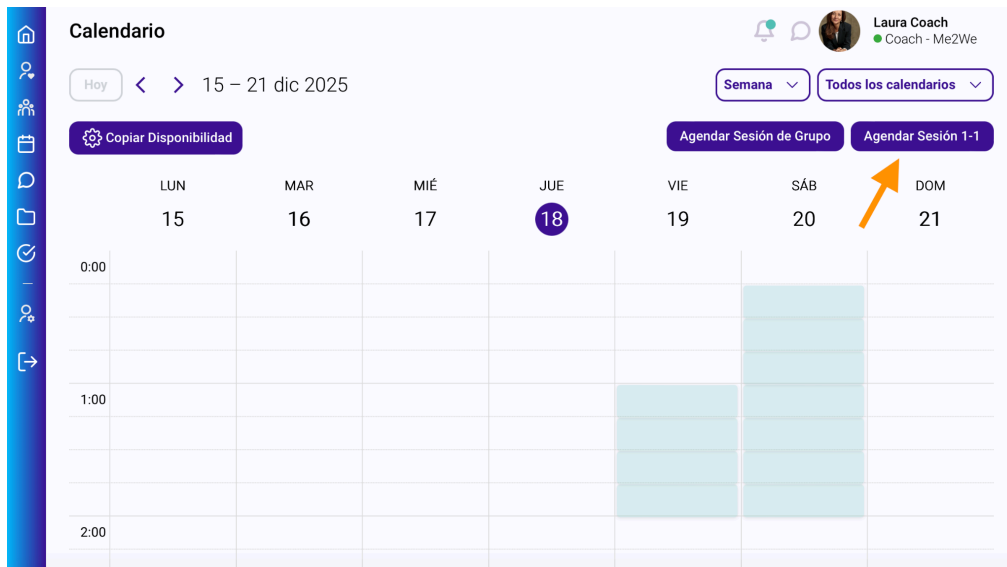 Calendario
Laura Coach
Coach - Me2We
Hoy
15 – 21 dic 2025
Semana
Todos los calendarios
Copiar Disponibilidad
Agendar Sesión de Grupo
Agendar Sesión 1-1
LUN MAR MIÉ JUE VIE SÁB DOM
15 16 17 18 19 20 21
0:00
1:00
2:00